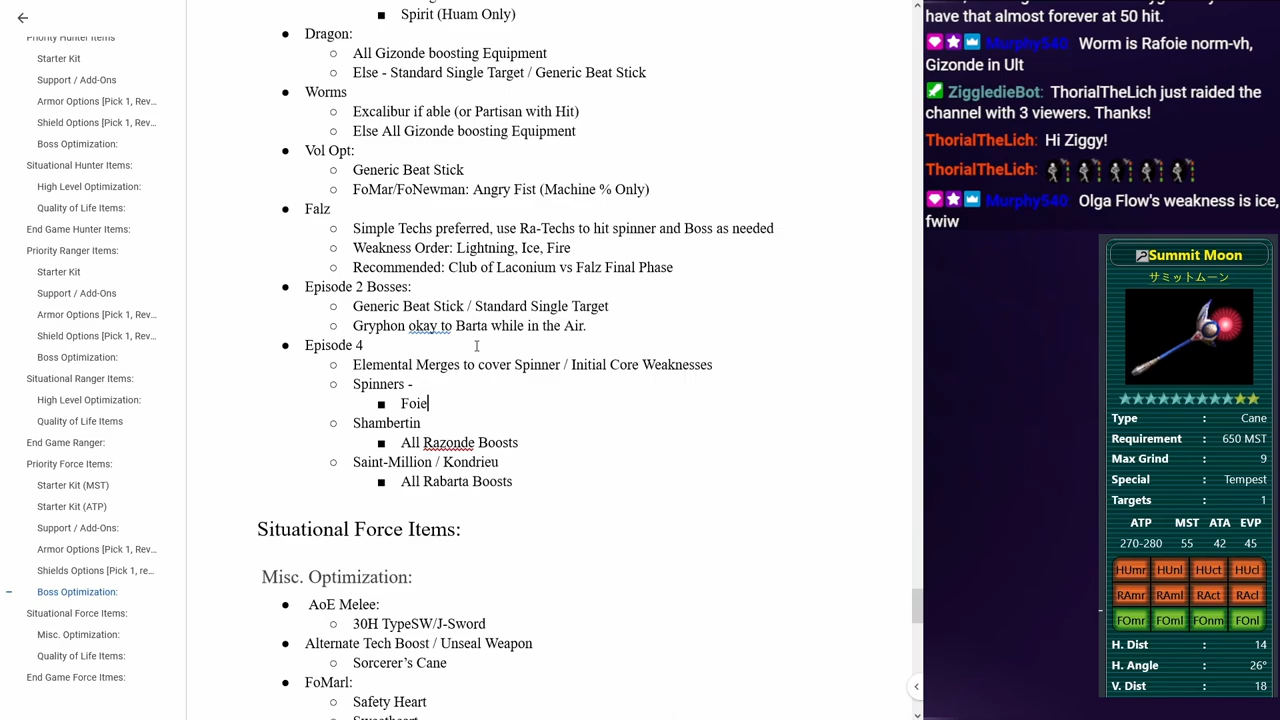 Priority Hunter Items
Starter Kit
Support / Add-Ons
Armor Options [Pick 1, Rev...
Shield Options [Pick 1, Rev...
Boss Optimization:
Situational Hunter Items:
High Level Optimization:
Quality of Life Items:
End Game Hunter Items:
Priority Ranger Items:
Starter Kit
Support / Add-Ons:
Armor Options [Pick 1, Rev...
Shield Options [Pick 1, Rev...
Boss Optimization:
Situational Ranger Items:
High Level Optimization:
Quality of Life Items
End Game Ranger:
Priority Force Items:
Starter Kit (MST)
Starter Kit (ATP)
Support / Add-Ons:
Armor Options [Pick 1, Rev...
Shields Options [Pick 1, re...
Boss Optimization:
Situational Force Items:
Misc. Optimization:
Quality of Life Items:
End Game Force Itmes:
Spirit (Huam Only)
Dragon:
All Gizonde boosting Equipment
Else - Standard Single Target / Generic Beat Stick
Worms
Excalibur if able (or Partisan with Hit)
Else All Gizonde boosting Equipment
Vol Opt:
Generic Beat Stick
FoMar/FoNewman: Angry Fist (Machine % Only)
Falz
Simple Techs preferred, use Ra-Techs to hit spinner and Boss as needed
Weakness Order: Lightning, Ice, Fire
Recommended: Club of Laconium vs Falz Final Phase
Episode 2 Bosses:
Generic Beat Stick / Standard Single Target
Gryphon okay to Barta while in the Air.
Episode 4
Elemental Merges to cover Spinner / Initial Core Weaknesses
Spinners -
Foie
Shambertin
All Razonde Boosts
Saint-Million / Kondrieu
All Rabarta Boosts
Situational Force Items:
Misc. Optimization:
AoE Melee:
30H TypeSW/J-Sword
Alternate Tech Boost / Unseal Weapon
Sorcerer's Cane
FoMarl:
Safety Heart
Sweetheart
have that almost forever at 50 hit.
Murphy540: Worm is Rafoie norm-vh,
Gizonde in Ult
ZiggledieBot: ThorialTheLich just raided the
channel with 3 viewers. Thanks!
ThorialTheLich: Hi Ziggy!
ThorialTheLich:
Murphy540: Olga Flow's weakness is ice,
fwiw
Summit Moon
サミットムーン
Type : Cane
Requirement : 650 MST
Max Grind : 9
Special : Tempest
Targets : 1
ATP MST ATA EVP
270-280 55 42 45
HUmr HUnl HUct HUcl
RAmr RAml RAct RAcl
FOmr FOml FOnm FOnl
H. Dist : 14
H. Angle : 26°
V. Dist : 18